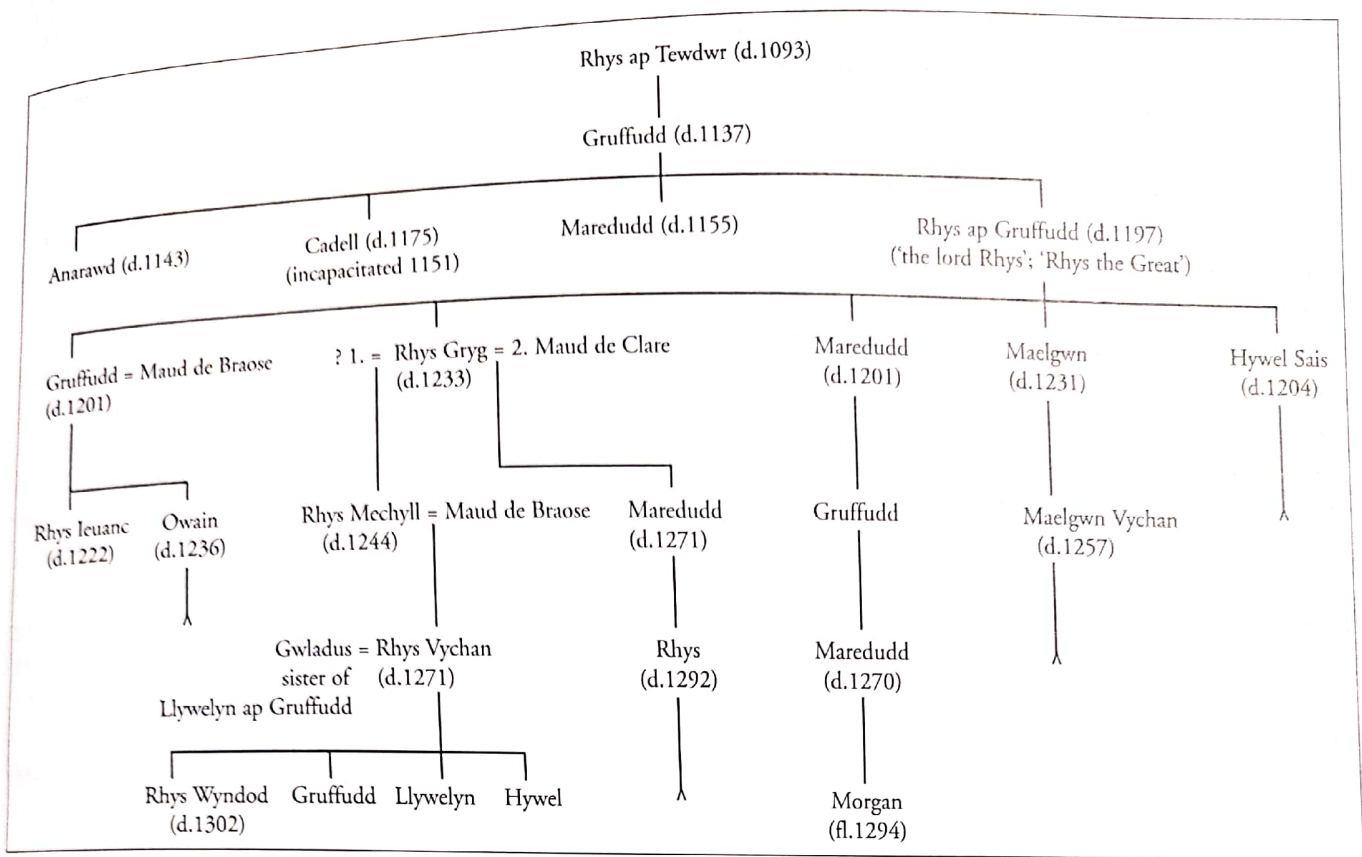 Rhys ap Tewdwr (d.1093)
Gruffudd (d.1137)
Anarawd (d.1143)
Cadell (d.1175)
(incapacitated 1151)
Maredudd (d.1155)
Rhys ap Gruffudd (d.1197)
(‘the lord Rhys’; ‘Rhys the Great’)
Gruffudd = Maud de Braose
(d.1201)
? 1. = Rhys Gryg = 2. Maud de Clare
(d.1233)
Maredudd
(d.1201)
Maelgwn
(d.1231)
Hywel Sais
(d.1204)
Rhys Ieuanc
(d.1222)
Owain
(d.1236)
Rhys Mechyll = Maud de Braose
(d.1244)
Maredudd
(d.1271)
Gruffudd
Maelgwn Vychan
(d.1257)
Gwladus = Rhys Vychan
sister of (d.1271)
Llywelyn ap Gruffudd
Rhys
(d.1292)
Maredudd
(d.1270)
Rhys Wyndod
(d.1302)
Gruffudd
Llywelyn
Hywel
Morgan
(fl.1294)